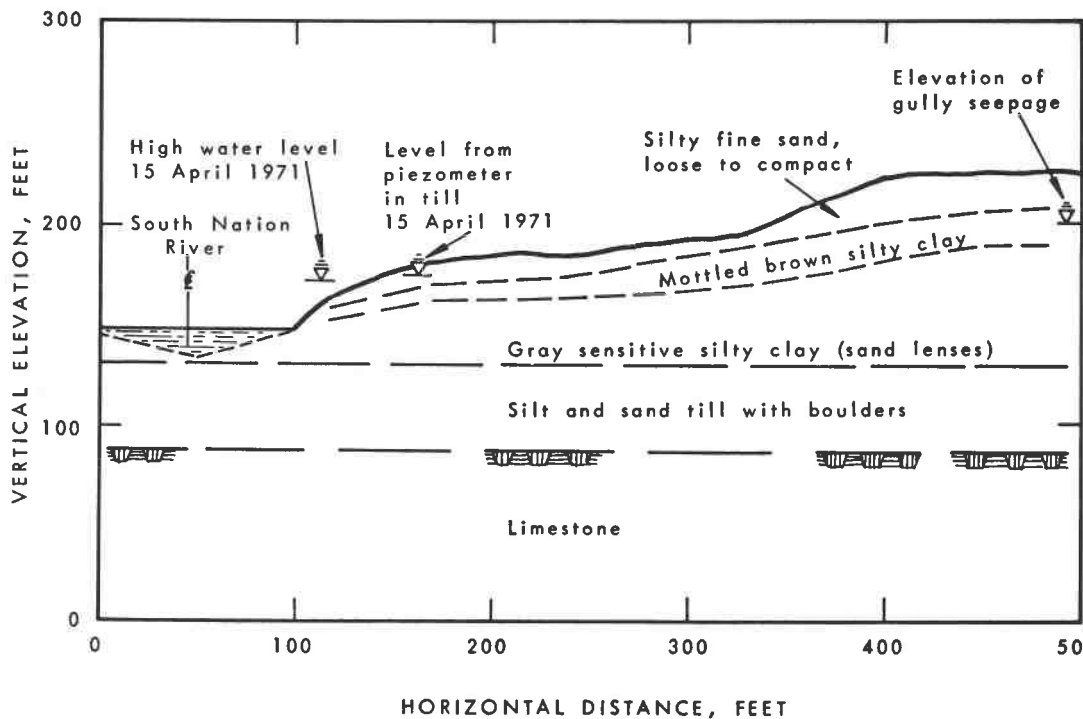 300
200
100
0
VERTICAL ELEVATION, FEET
High water level
15 April 1971
South Nation
River
Level from
piezometer
in till
15 April 1971
Silty fine sand,
loose to compact
Elevation of
gully seepage
Mottled brown silty clay
Gray sensitive silty clay (sand lenses)
Silt and sand till with boulders
Limestone
0
100
200
300
400
50
HORIZONTAL DISTANCE, FEET